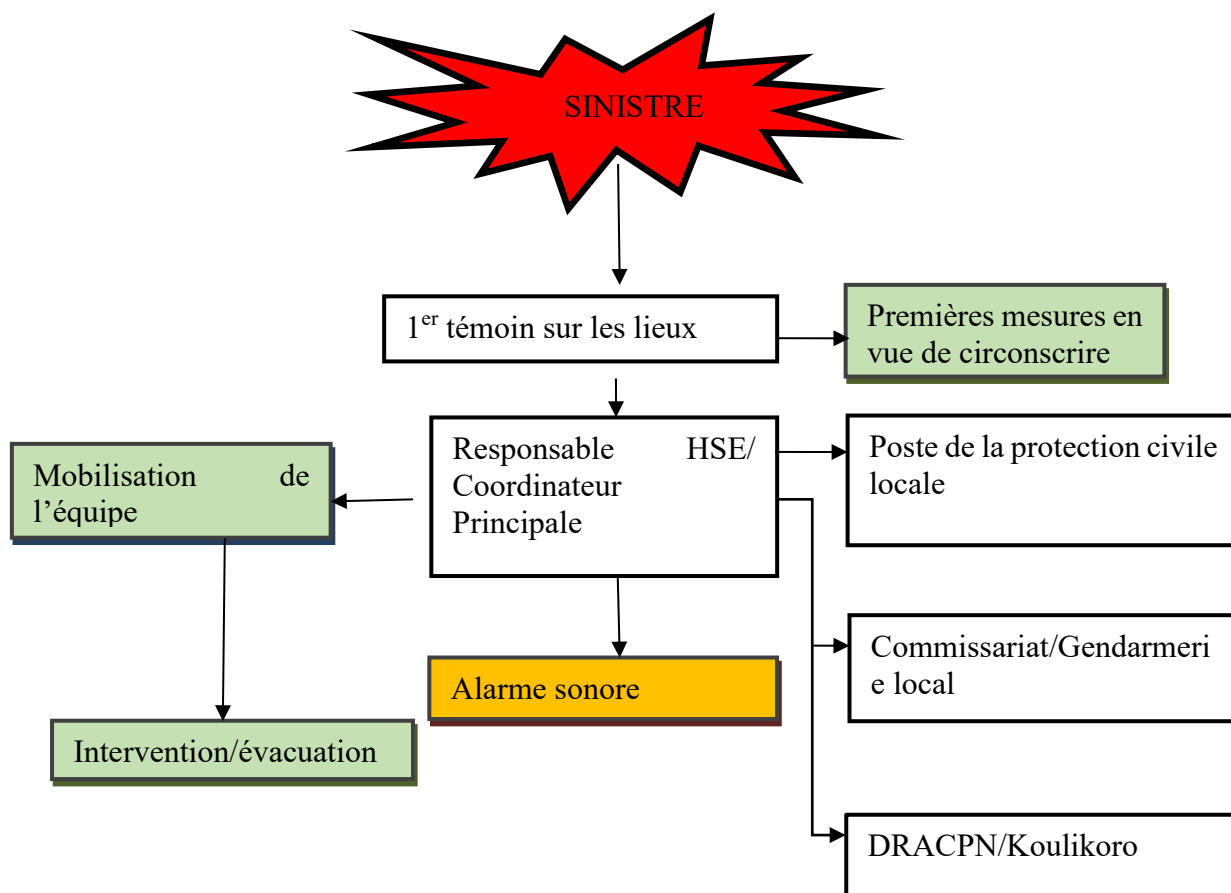 SINISTRE
1er témoin sur les lieux
Premières mesures en
vue de circonscrire
Responsable HSE/
Coordinateur
Principale
Poste de la protection civile
locale
Mobilisation de
l’équipe
Commissariat/Gendarmeri
e local
Alarme sonore
Intervention/évacuation
DRACPN/Koulikoro